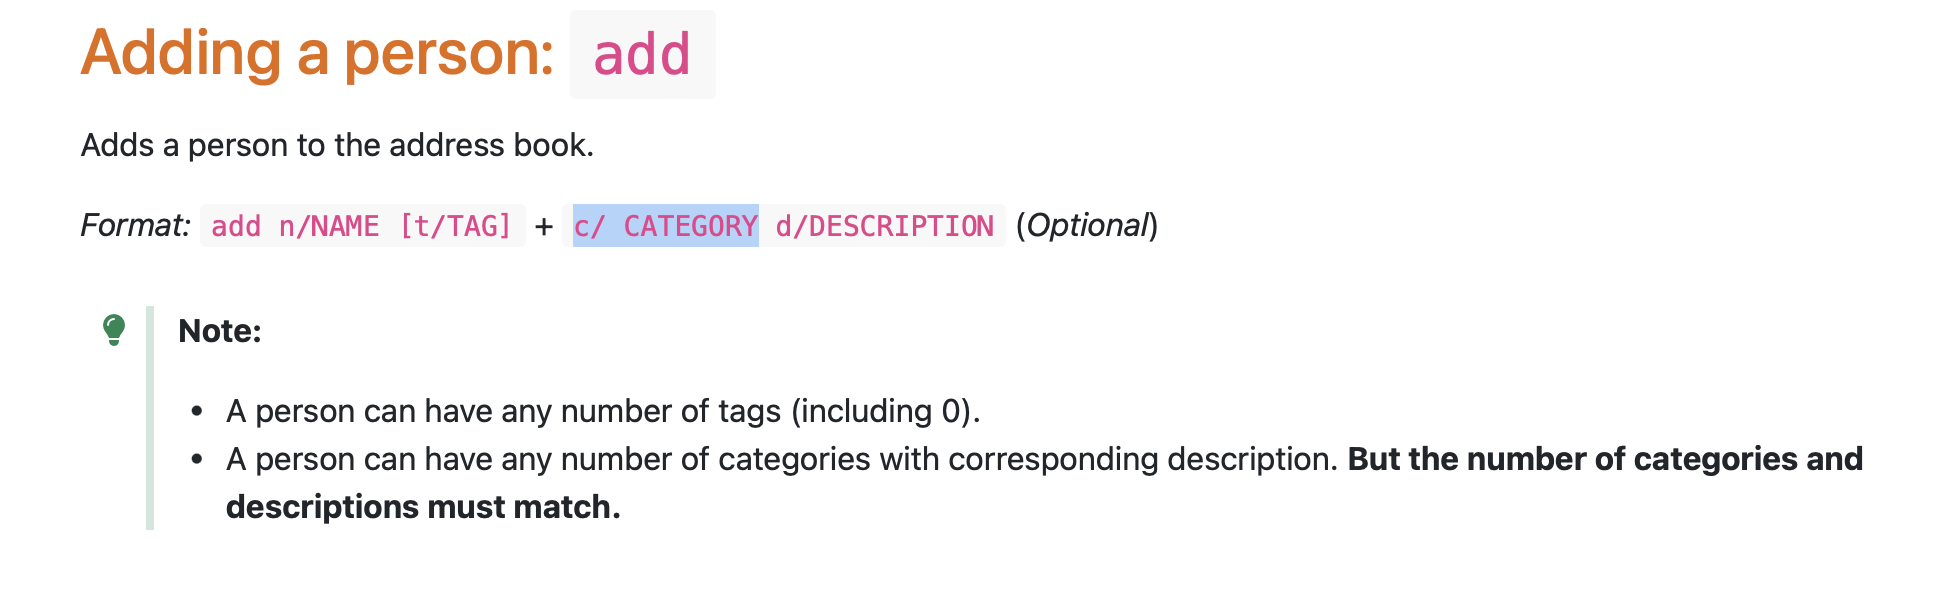 Adding a person: add
Adds a person to the address book.
Format: add n/NAME [t/TAG] + c/ CATEGORY d/DESCRIPTION (Optional)
Note:
• A person can have any number of tags (including 0).
• A person can have any number of categories with corresponding description. But the number of categories and
descriptions must match.